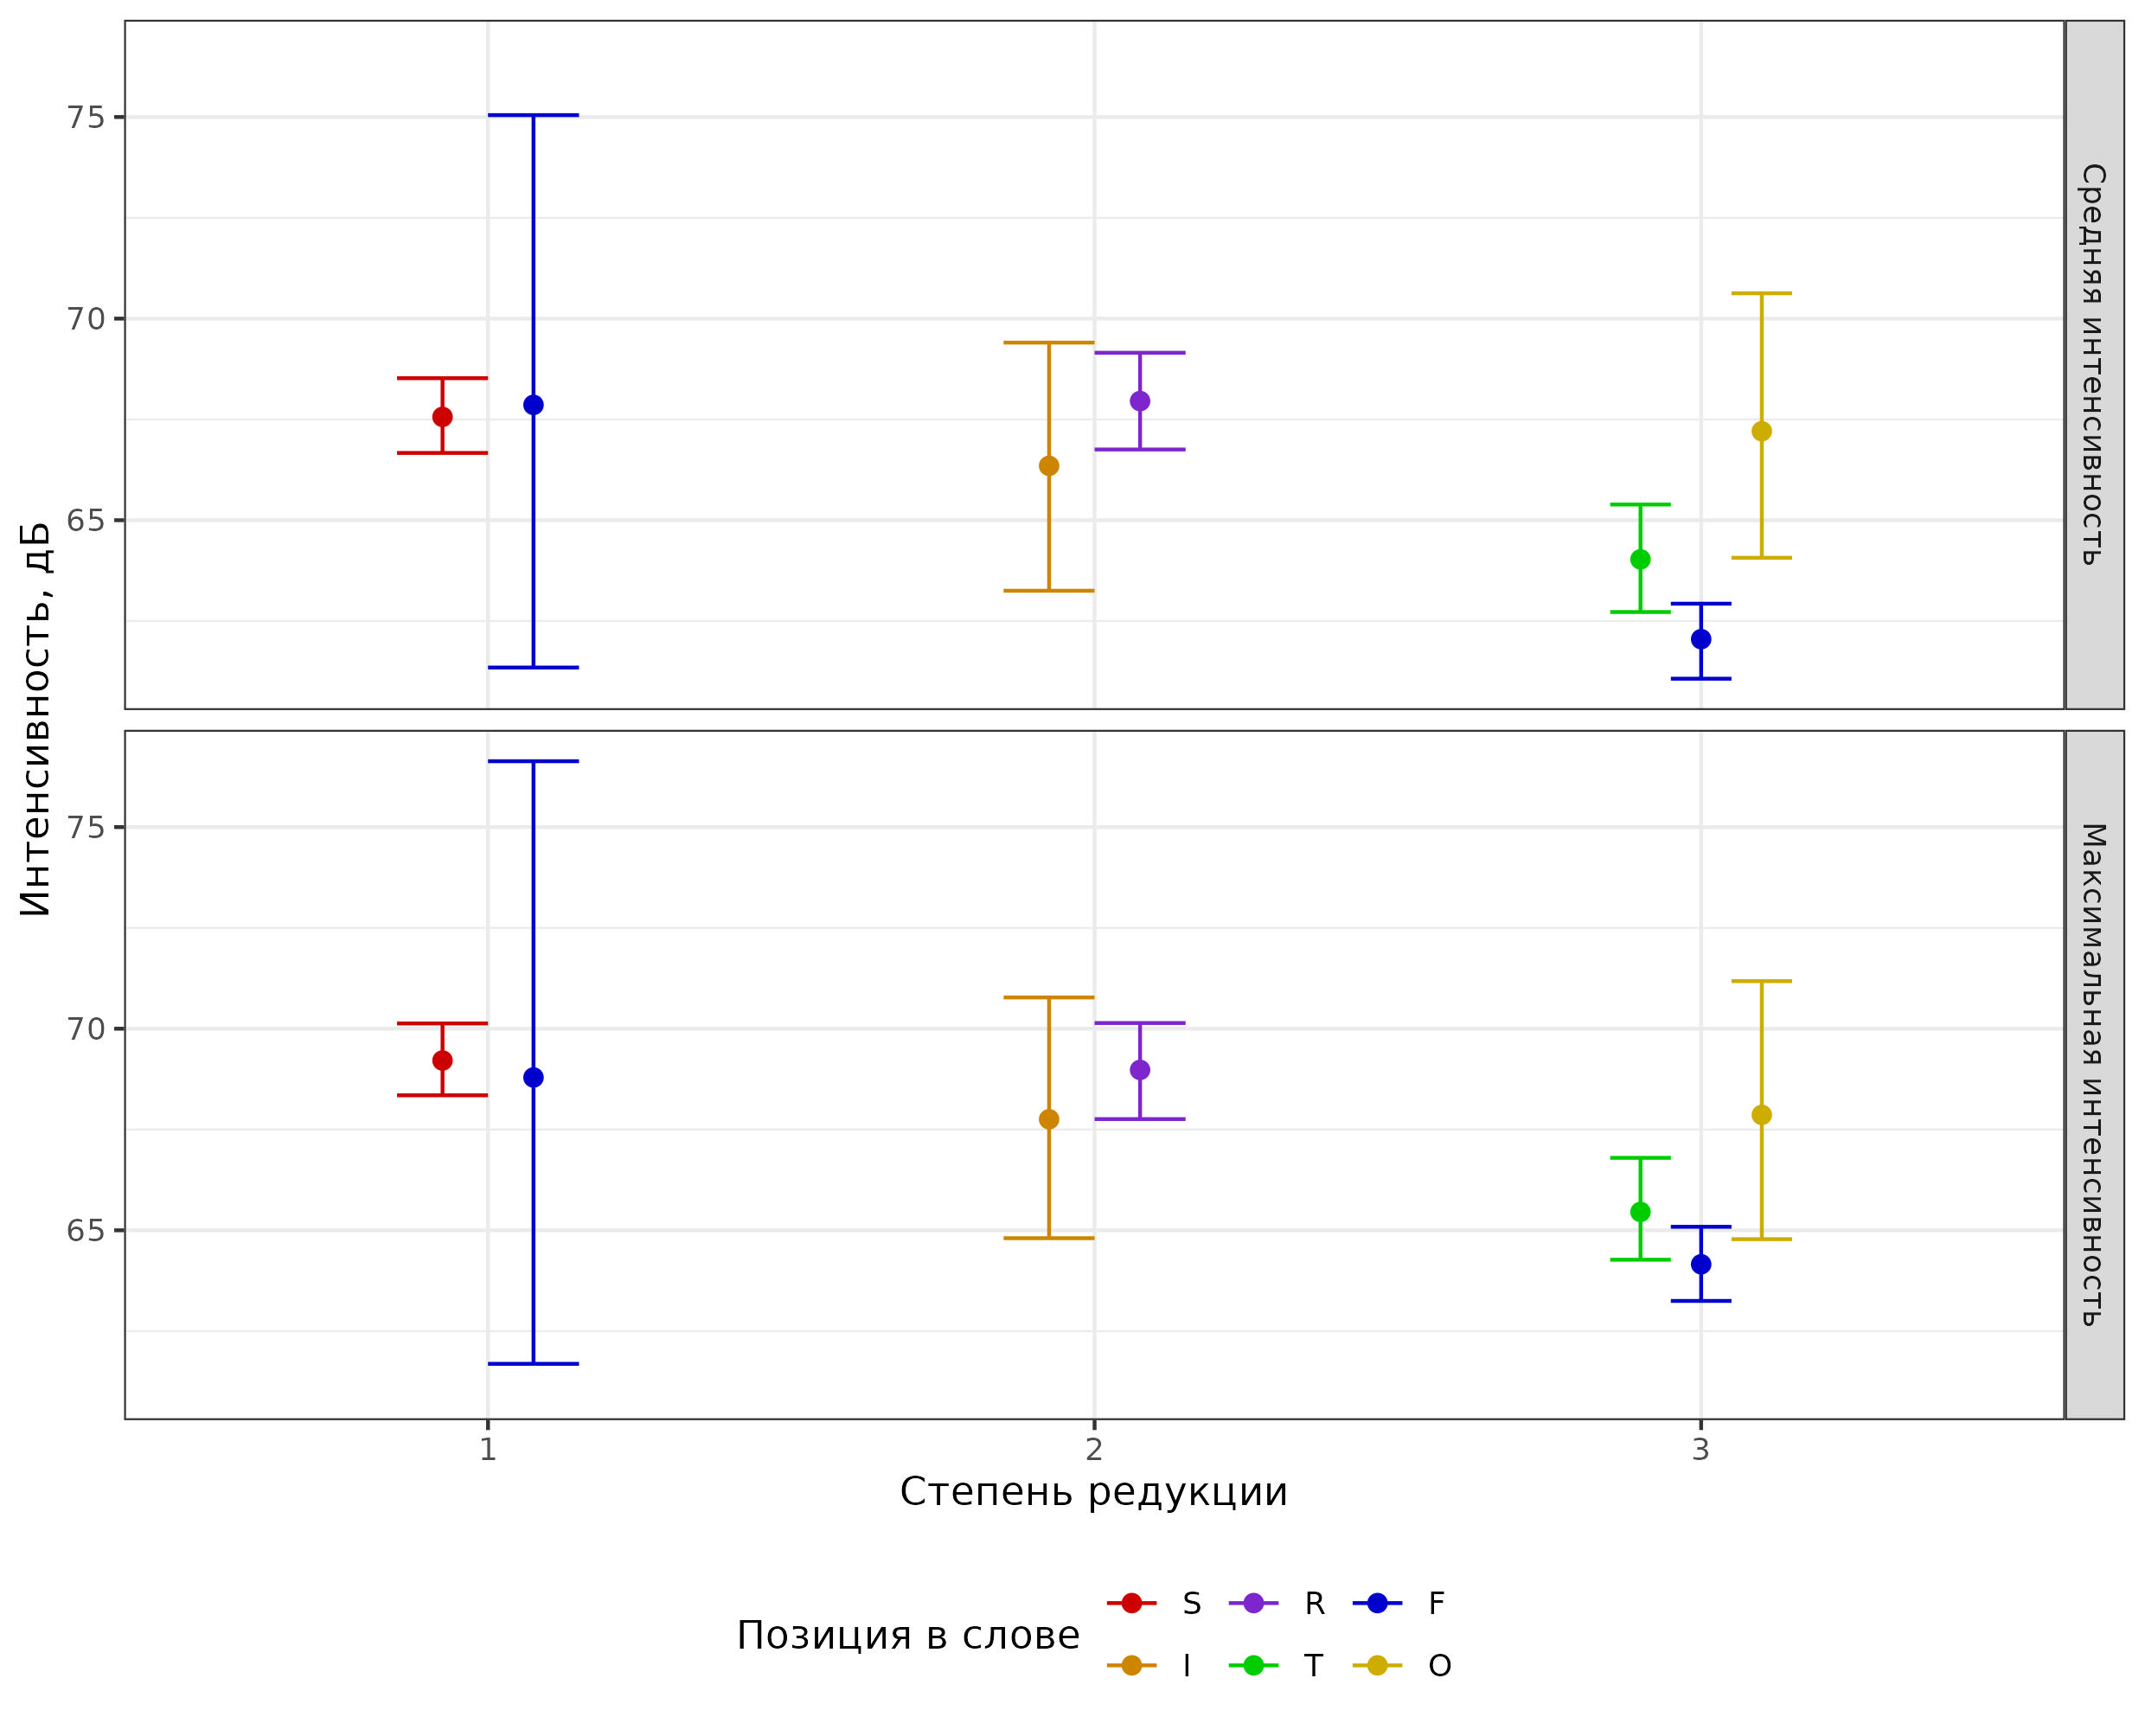 Интенсивность, дБ
75
70
65
Средняя интенсивность
75
70
65
Максимальная интенсивность
1 2 3
Степень редукции
Позиция в слове
S R F
I T O